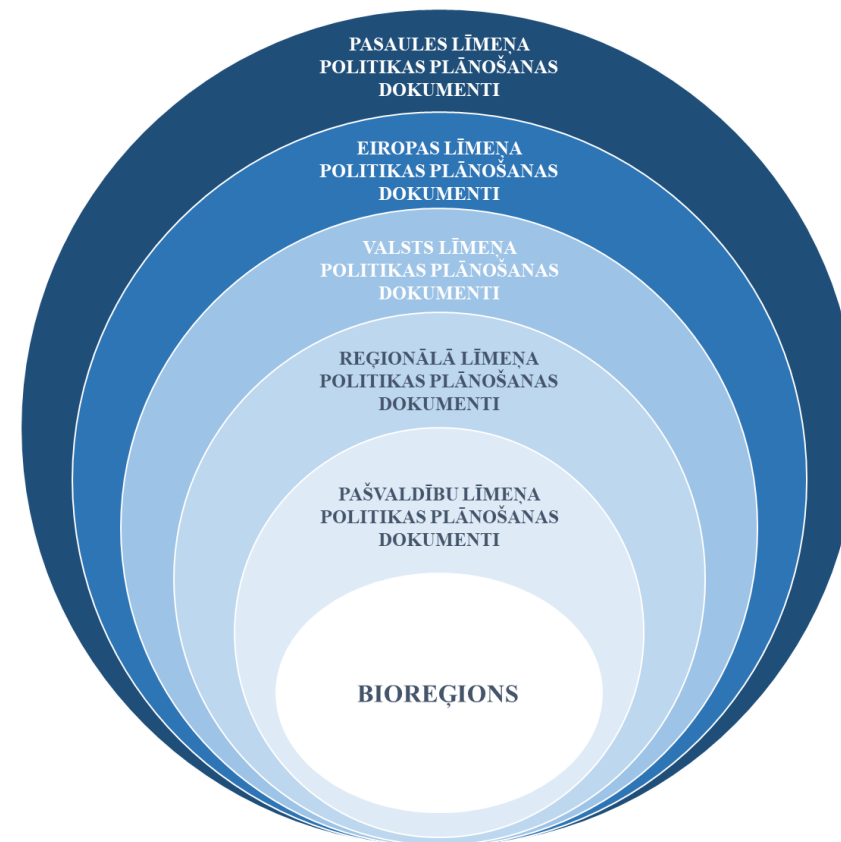 PASAULES LĪMEŅA
POLITIKAS PLĀNOŠANAS
DOKUMENTI
EIROPAS LĪMEŅA
POLITIKAS PLĀNOŠANAS
DOKUMENTI
VALSTS LĪMEŅA
POLITIKAS PLĀNOŠANAS
DOKUMENTI
REĢIONĀLĀ LĪMEŅA
POLITIKAS PLĀNOŠANAS
DOKUMENTI
PAŠVALDĪBU LĪMEŅA
POLITIKAS PLĀNOŠANAS
DOKUMENTI
BIOREĢIONS